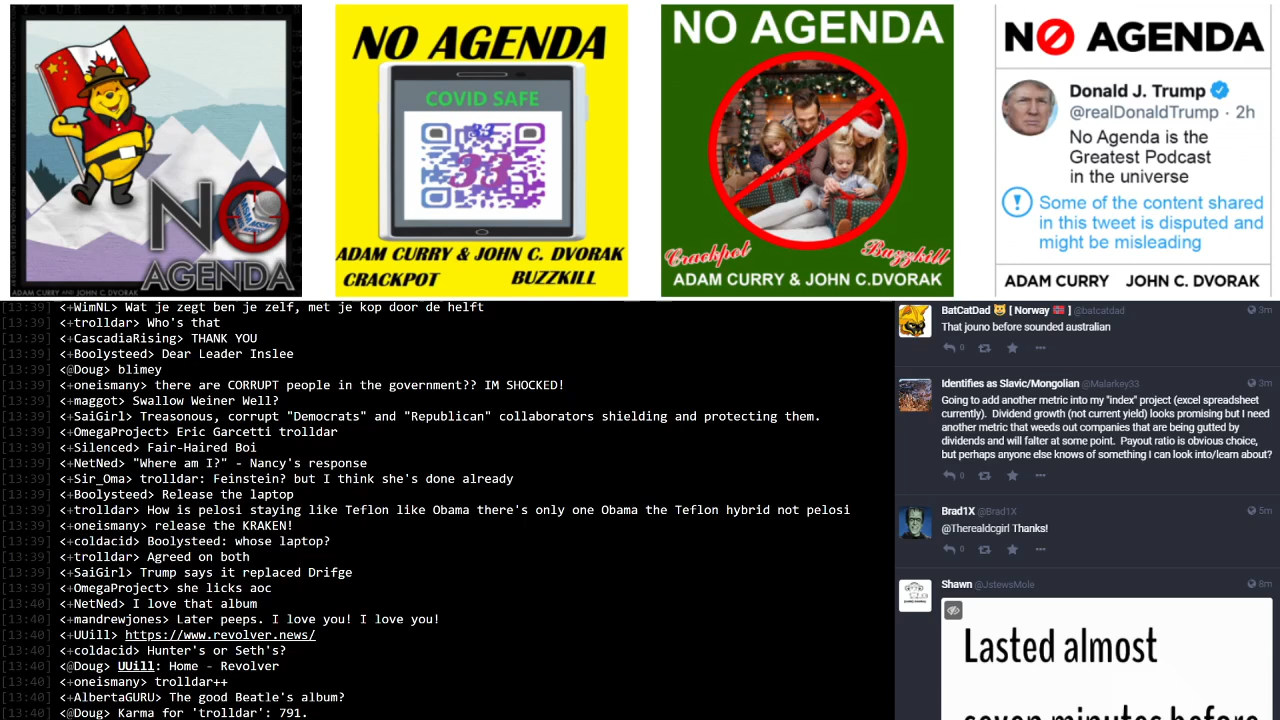 YOUR GITMO NATION
NO
AGENDA
ADAM CURRY AND JOHN C. DVORAK
NO AGENDA
COVID SAFE
33
ADAM CURRY & JOHN C. DVORAK
CRACKPOT BUZZKILL
NO AGENDA
Crackpot Buzzkill
ADAM CURRY & JOHN C.DVORAK
NO AGENDA
Donald J. Trump
@realDonaldTrump · 2h
No Agenda is the
Greatest Podcast
in the universe
Some of the content shared
in this tweet is disputed and
might be misleading
ADAM CURRY JOHN C. DVORAK
[13:39] <+WimNL> Wat je zegt ben je zelf, met je kop door de helft
[13:39] <+trolldar> Who's that
[13:39] <+CascadiaRising> THANK YOU
[13:39] <+Boolysteed> Dear Leader Inslee
[13:39] <@Doug> blimey
[13:39] <+oneismany> there are CORRUPT people in the government?? IM SHOCKED!
[13:39] <+maggot> Swallow Weiner Well?
[13:39] <+SaiGirl> Treasonous, corrupt "Democrats" and "Republican" collaborators shielding and protecting them.
[13:39] <+OmegaProject> Eric Garcetti trolldar
[13:39] <+Silenced> Fair-Haired Boi
[13:39] <+NetNed> "Where am I?" - Nancy's response
[13:39] <+Sir_Oma> trolldar: Feinstein? but I think she's done already
[13:39] <+Boolysteed> Release the laptop
[13:39] <+trolldar> How is pelosi staying like Teflon like Obama there's only one Obama the Teflon hybrid not pelosi
[13:39] <+oneismany> release the KRAKEN!
[13:39] <+coldacid> Boolysteed: whose laptop?
[13:39] <+trolldar> Agreed on both
[13:39] <+SaiGirl> Trump says it replaced Drifge
[13:39] <+OmegaProject> she licks aoc
[13:40] <+NetNed> I love that album
[13:40] <+mandrewjones> Later peeps. I love you! I love you!
[13:40] <+UUill> https://www.revolver.news/
[13:40] <+coldacid> Hunter's or Seth's?
[13:40] <@Doug> UUill: Home - Revolver
[13:40] <+oneismany> trolldar++
[13:40] <+AlbertaGURU> The good Beatle's album?
[13:40] <@Doug> Karma for 'trolldar': 791.
BatCatDad [ Norway ] @batcatdad 3m
That jouno before sounded australian
0
Identifies as Slavic/Mongolian @Malarkey33 3m
Going to add another metric into my "index" project (excel spreadsheet
currently). Dividend growth (not current yield) looks promising but I need
another metric that weeds out companies that are being gutted by
dividends and will falter at some point. Payout ratio is obvious choice,
but perhaps anyone else knows of something I can look into/learn about?
0
Brad1X @Brad1X 5m
@Therealdcgirl Thanks!
0
Shawn @JstewsMole 8m
Lasted almost
seven minutes before